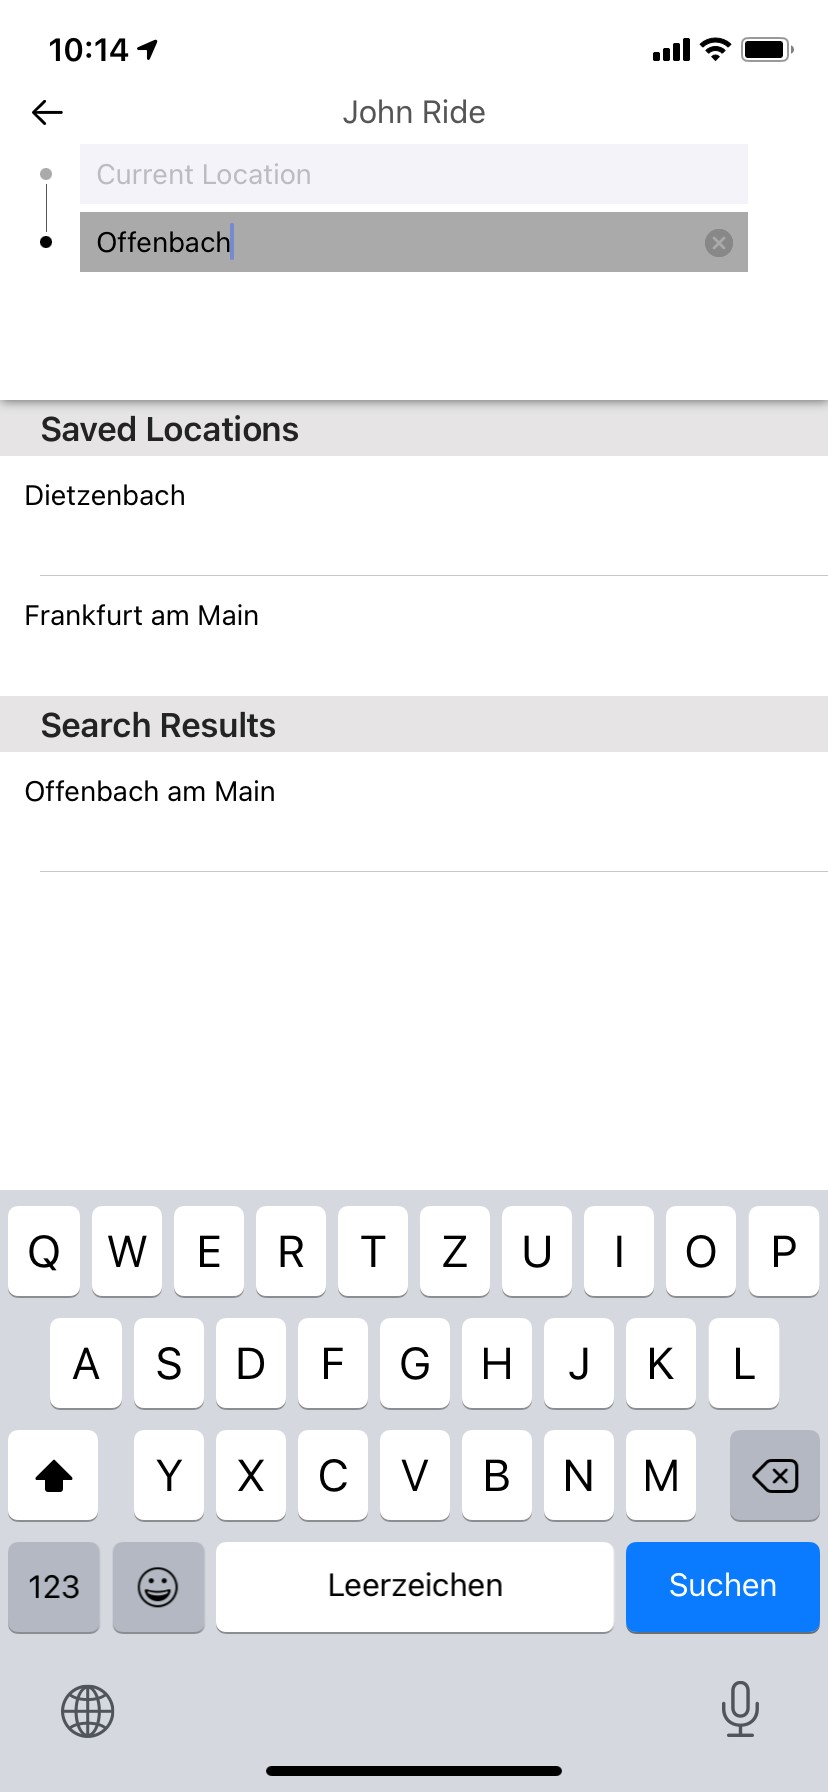 10:14
John Ride
Current Location
Offenbach
Saved Locations
Dietzenbach
Frankfurt am Main
Search Results
Offenbach am Main
Q W E R T Z U I O P
A S D F G H J K L
Y X C V B N M
123 Leerzeichen Suchen